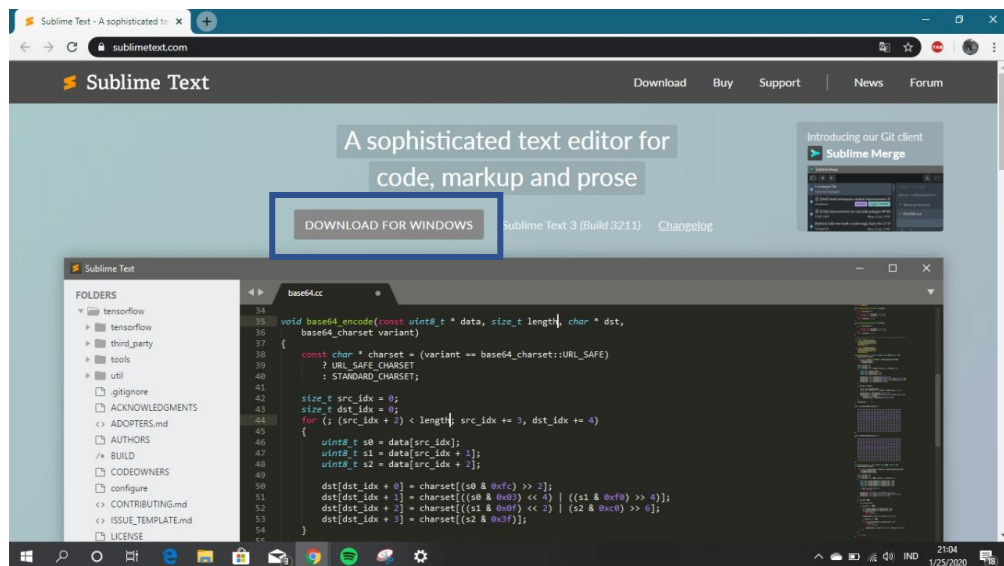 Sublime Text - A sophisticated te
sublimetext.com
Sublime Text
Download Buy Support News Forum
A sophisticated text editor for
code, markup and prose
Introducing our Git client
Sublime Merge
DOWNLOAD FOR WINDOWS
Sublime Text 3 (Build 3211) Changelog
Sublime Text
FOLDERS
tensorflow
tensorflow
third_party
tools
util
.gitignore
ACKNOWLEDGMENTS
<> ADOPTERS.md
AUTHORS
/* BUILD
CODEOWNERS
configure
<> CONTRIBUTING.md
<> ISSUE_TEMPLATE.md
LICENSE
base64.cc
34
35 void base64_encode(const uint8_t * data, size_t length, char * dst,
36 base64_charset variant)
37 {
38 const char * charset = (variant == base64_charset::URL_SAFE)
39 ? URL_SAFE_CHARSET
40 : STANDARD_CHARSET;
41
42 size_t src_idx = 0;
43 size_t dst_idx = 0;
44 for (; (src_idx + 2) < length; src_idx += 3, dst_idx += 4)
45 {
46 uint8_t s0 = data[src_idx];
47 uint8_t s1 = data[src_idx + 1];
48 uint8_t s2 = data[src_idx + 2];
49
50 dst[dst_idx + 0] = charset[(s0 & 0xfc) >> 2];
51 dst[dst_idx + 1] = charset[((s0 & 0x03) << 4) | ((s1 & 0xf0) >> 4)];
52 dst[dst_idx + 2] = charset[((s1 & 0x0f) << 2) | (s2 & 0xc0) >> 6];
53 dst[dst_idx + 3] = charset[(s2 & 0x3f)];
54 }
55
IND
21:04
1/25/2020
18